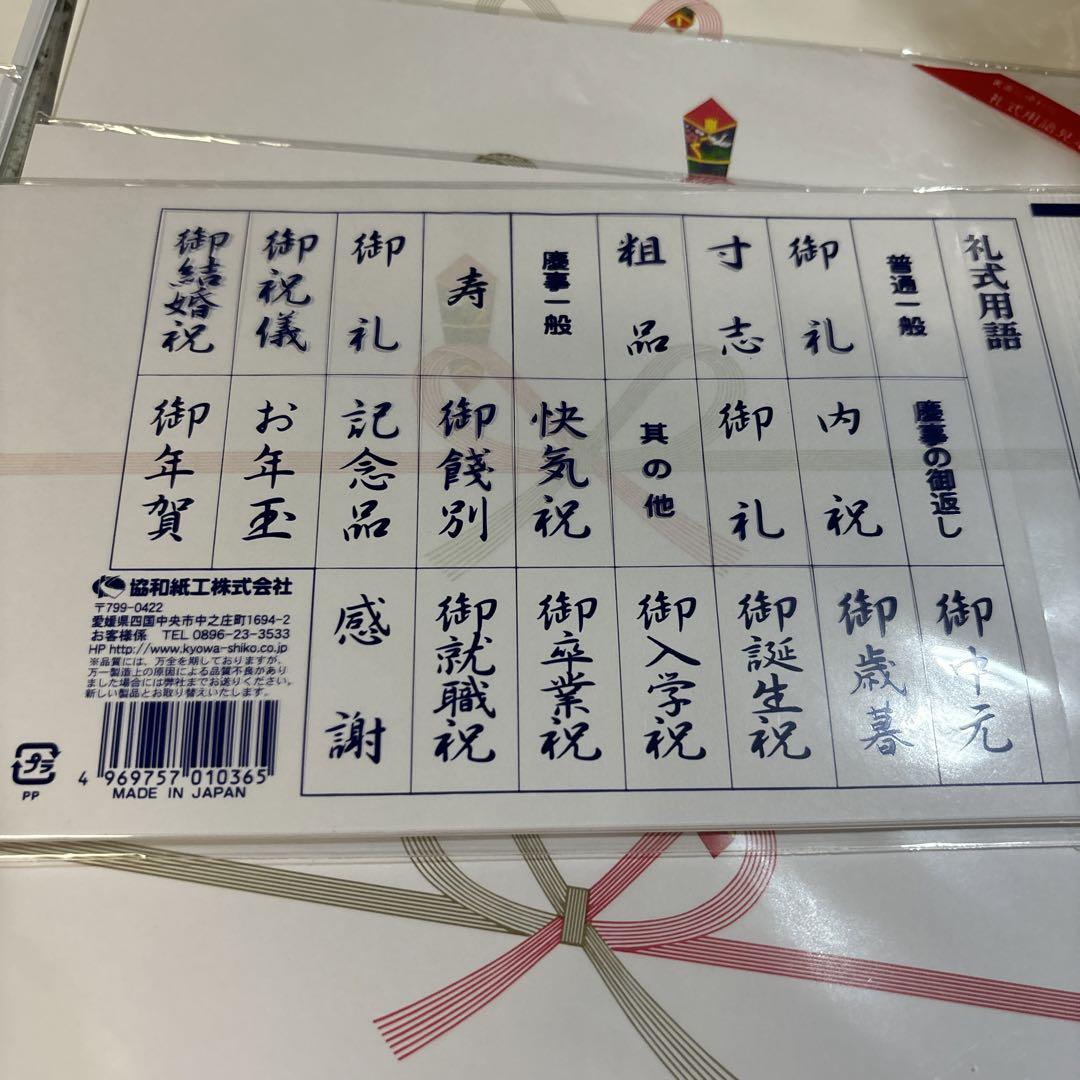 礼式用語
普通一般
御礼
寸志
粗品
慶事一般
寿
御礼
御祝儀
御結婚祝
慶事の御返し
内祝
御礼
其の他
快気祝
御餞別
記念品
お年玉
御年賀
御中元
御歳暮
御誕生祝
御入学祝
御卒業祝
御就職祝
感謝
協和紙工株式会社
〒799-0422
愛媛県四国中央市中之庄町1694-2
お客様係 TEL 0896-23-3533
HP http://www.kyowa-shiko.co.jp
※品質には、万全を期しておりますが、
万一製造上の原因による品質不良があり
ました場合には弊社までお送りください。
新しい製品とお取り替えいたします。
4 969757 010365
MADE IN JAPAN
プラ
PP
礼式用語